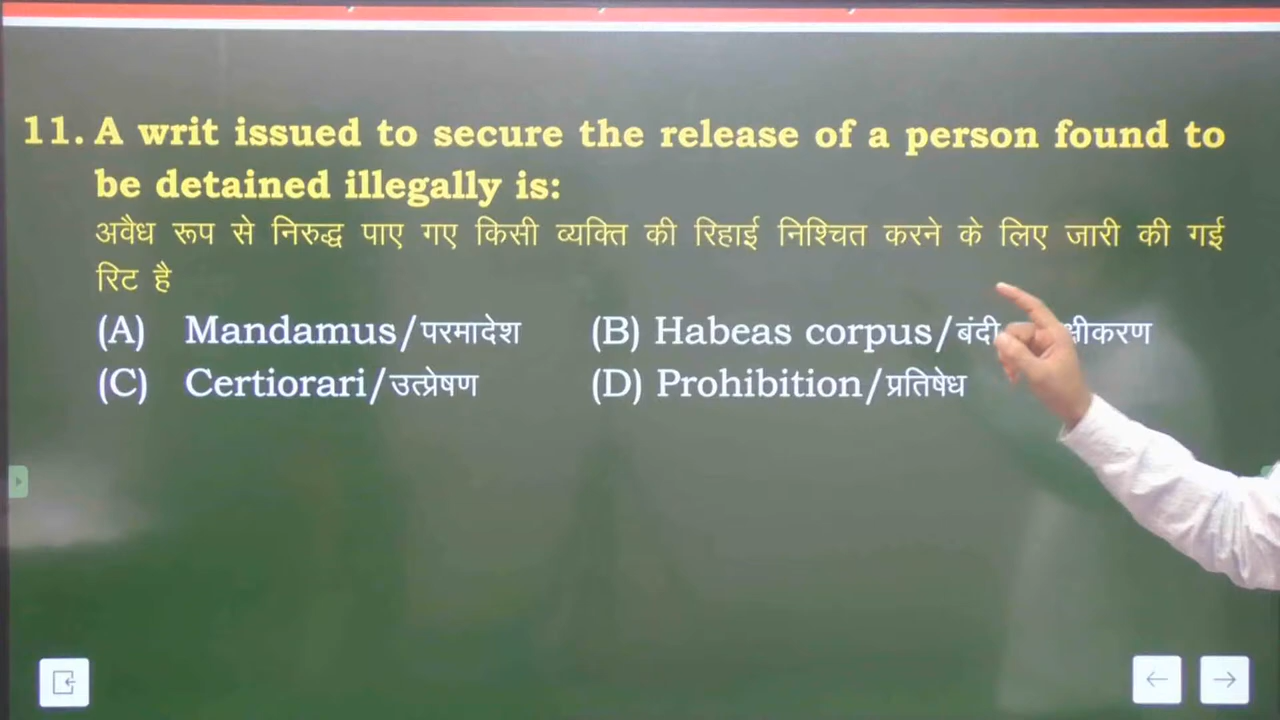 11. A writ issued to secure the release of a person found to
be detained illegally is:
अवैध रूप से निरुद्ध पाए गए किसी व्यक्ति की रिहाई निश्चित करने के लिए जारी की गई
रिट है
(A) Mandamus/परमादेश (B) Habeas corpus/बंदी
(C) Certiorari/उत्प्रेषण (D) Prohibition/प्रतिषेध